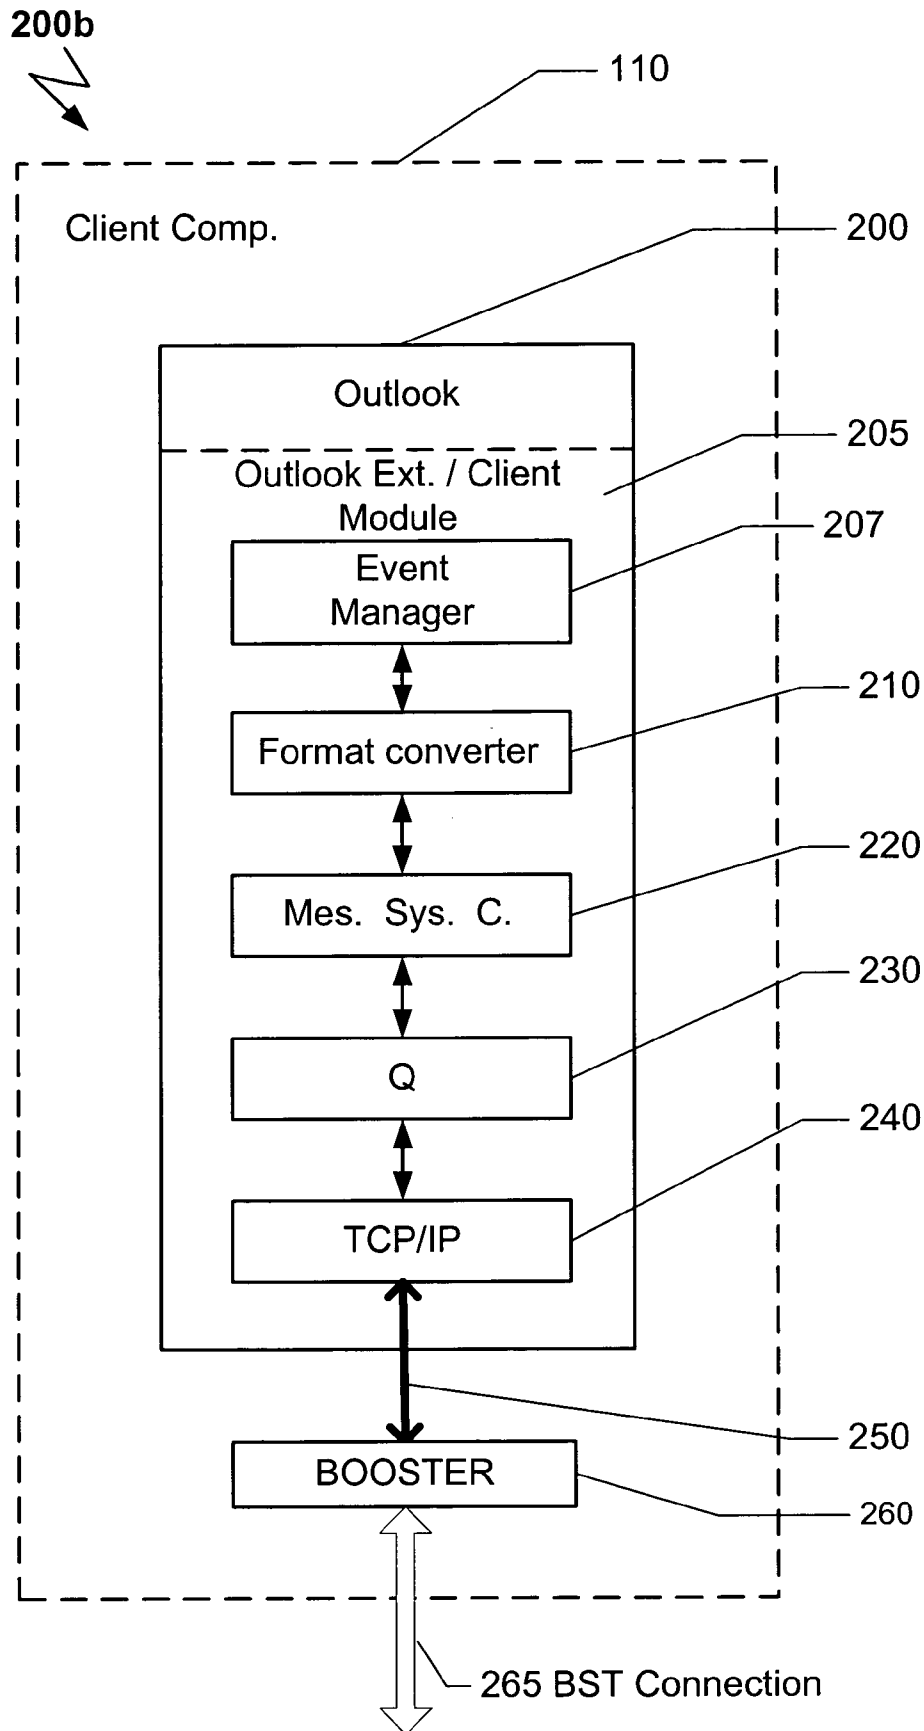 200b
110
Client Comp.
200
Outlook
205
Outlook Ext. / Client
Module
207
Event
Manager
210
Format converter
220
Mes. Sys. C.
230
Q
240
TCP/IP
250
BOOSTER
260
265 BST Connection